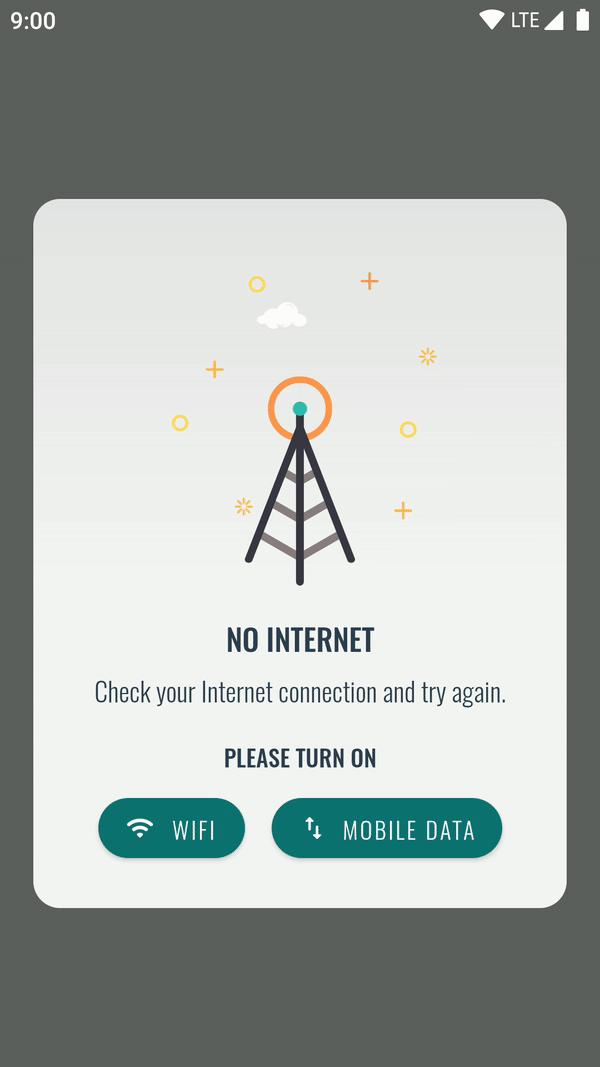 9:00 LTE
NO INTERNET
Check your Internet connection and try again.
PLEASE TURN ON
WIFI MOBILE DATA